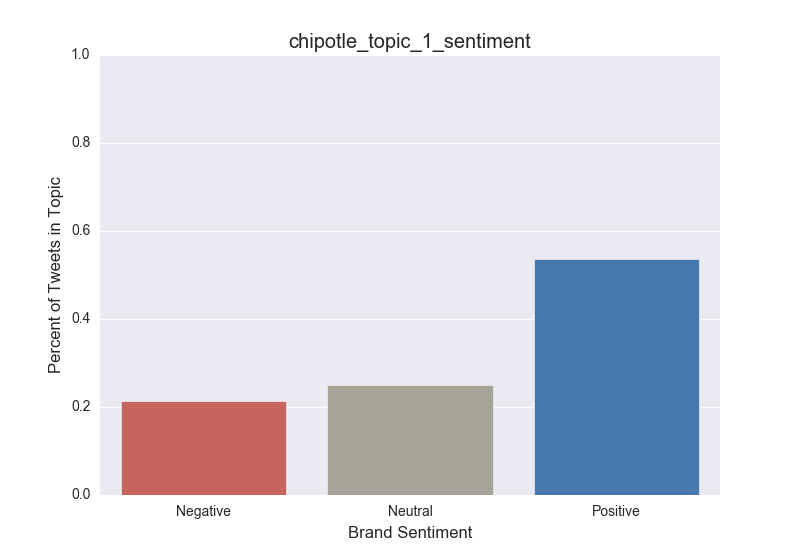 chipotle_topic_1_sentiment
1.0
0.8
0.6
0.4
0.2
0.0
Percent of Tweets in Topic
Negative
Neutral
Positive
Brand Sentiment